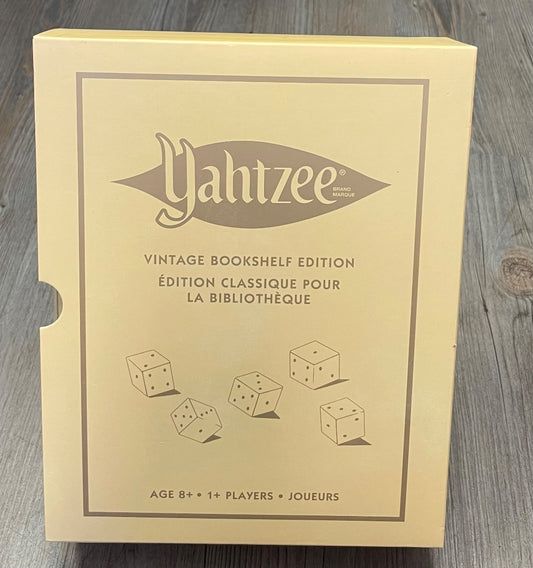 Yahtzee®
BRAND
MARQUE
VINTAGE BOOKSHELF EDITION
ÉDITION CLASSIQUE POUR
LA BIBLIOTHÈQUE
AGE 8+ • 1+ PLAYERS • JOUEURS